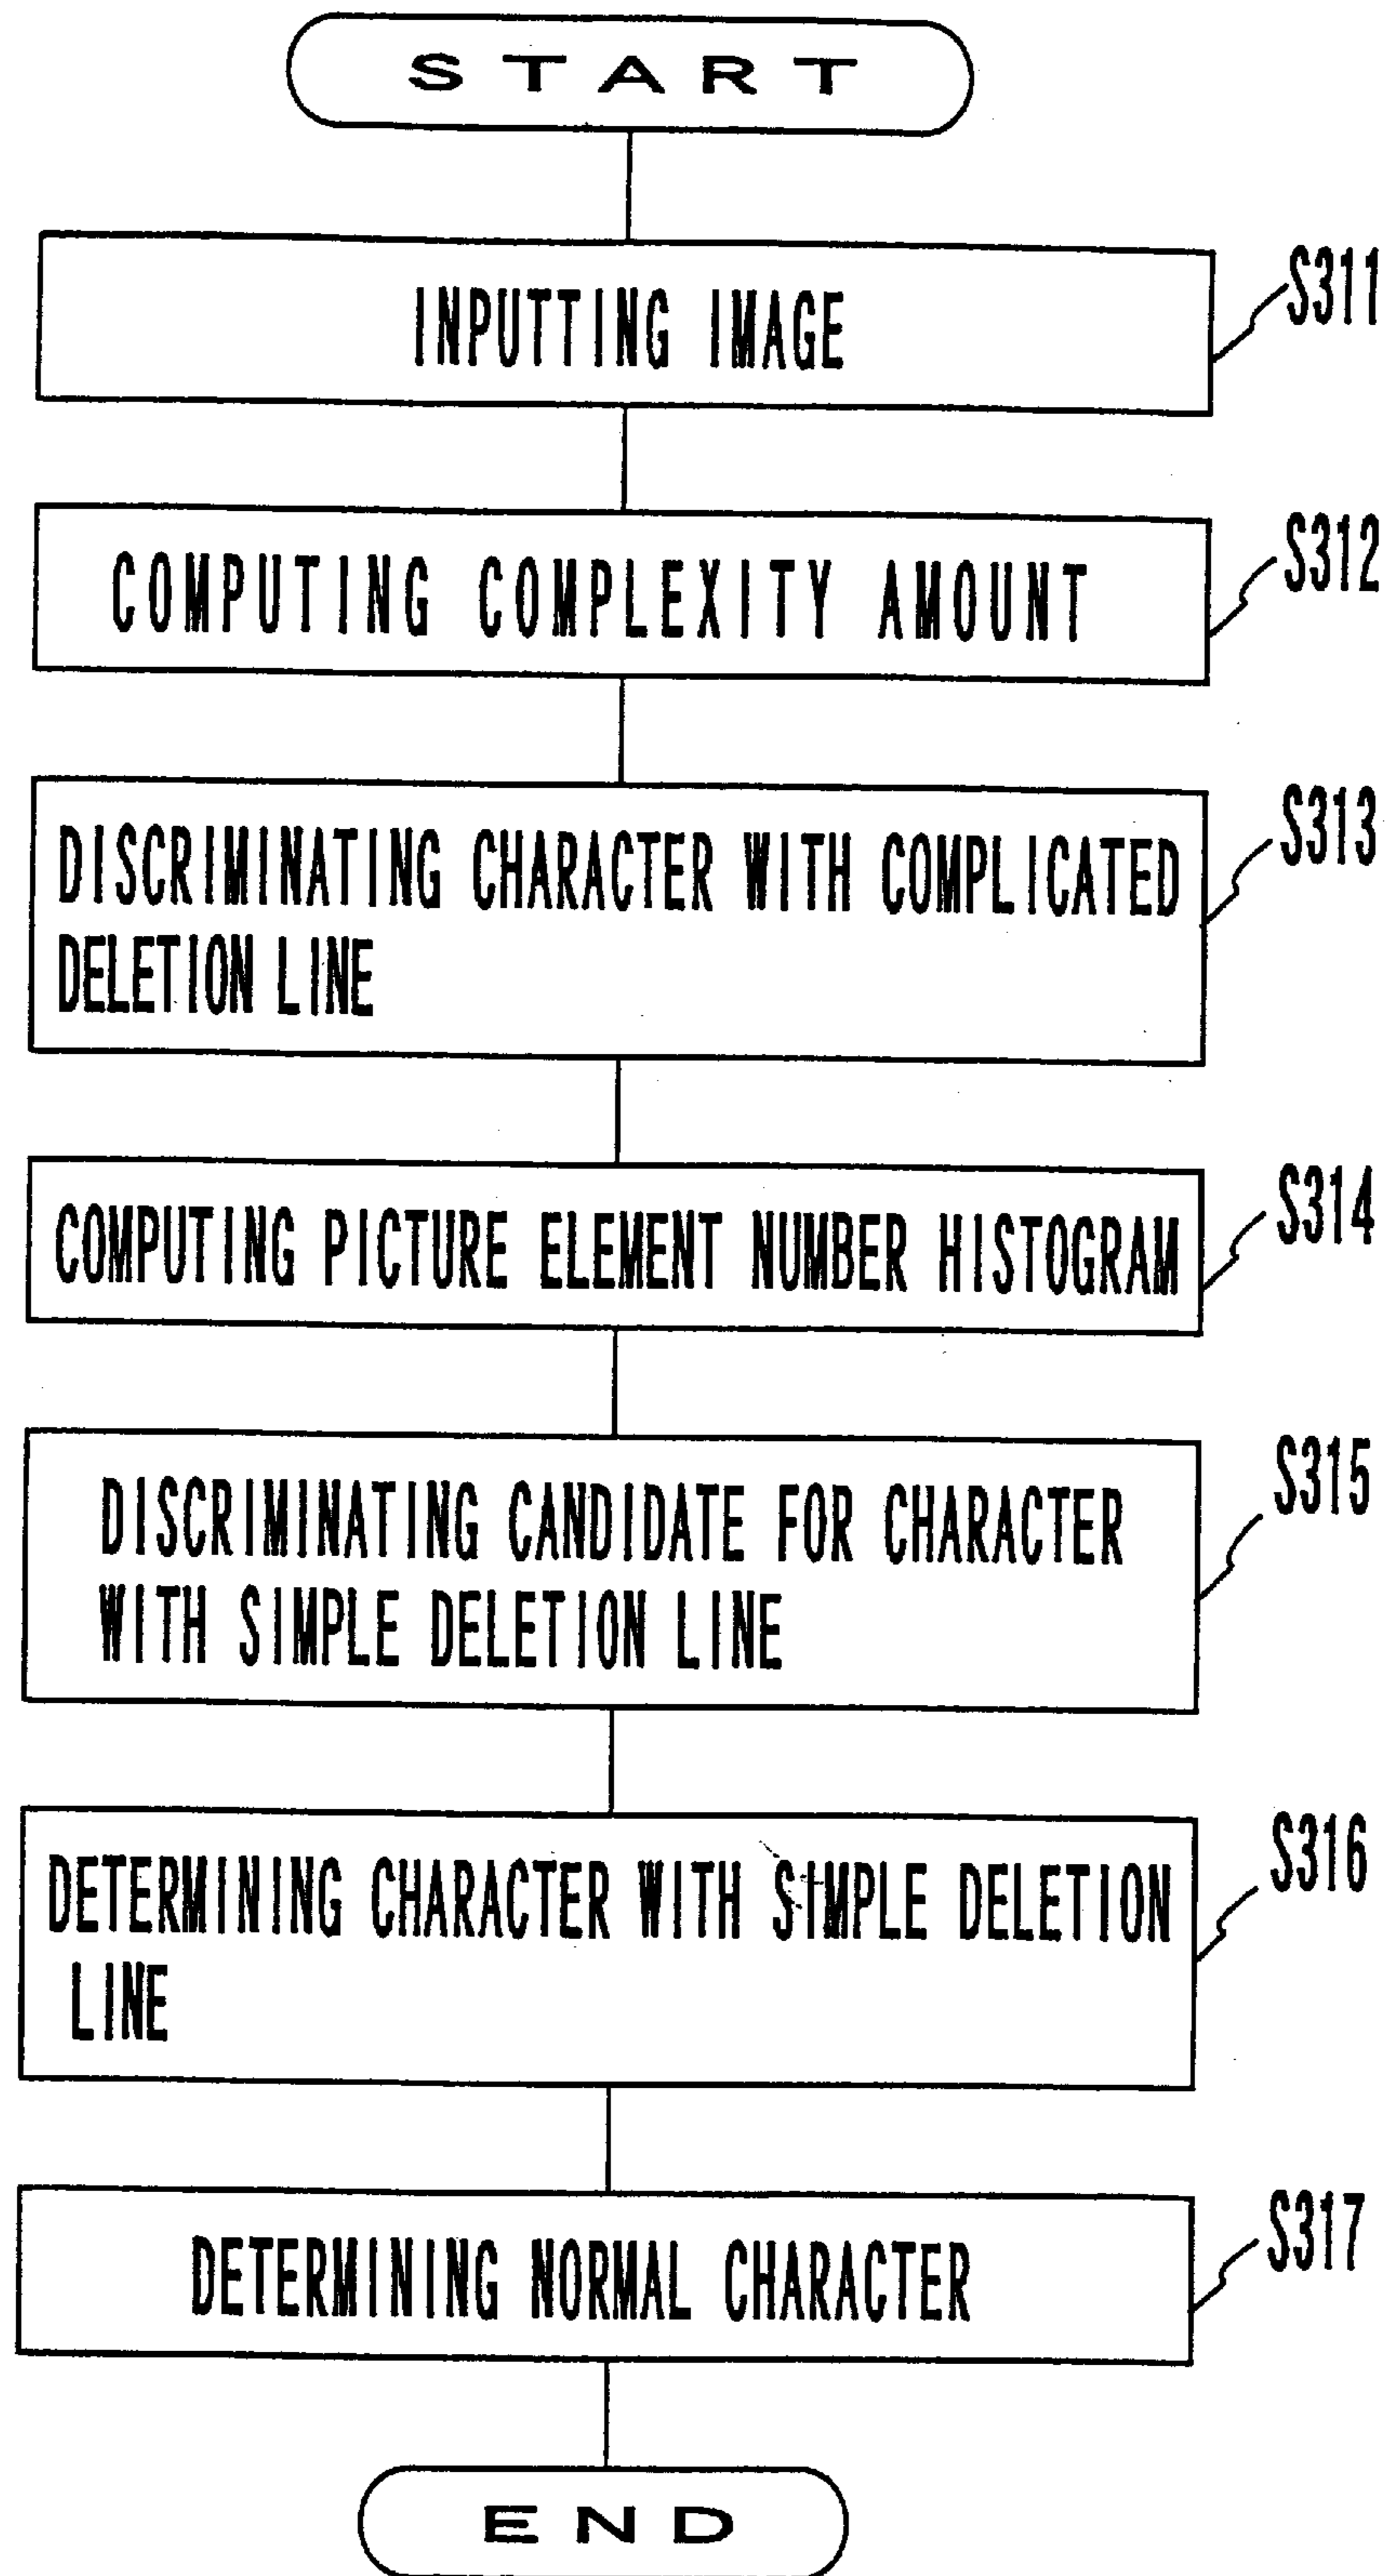 START
INPUTTING IMAGE
S311
COMPUTING COMPLEXITY AMOUNT
S312
DISCRIMINATING CHARACTER WITH COMPLICATED
DELETION LINE
S313
COMPUTING PICTURE ELEMENT NUMBER HISTOGRAM
S314
DISCRIMINATING CANDIDATE FOR CHARACTER
WITH SIMPLE DELETION LINE
S315
DETERMINING CHARACTER WITH SIMPLE DELETION
LINE
S316
DETERMINING NORMAL CHARACTER
S317
END